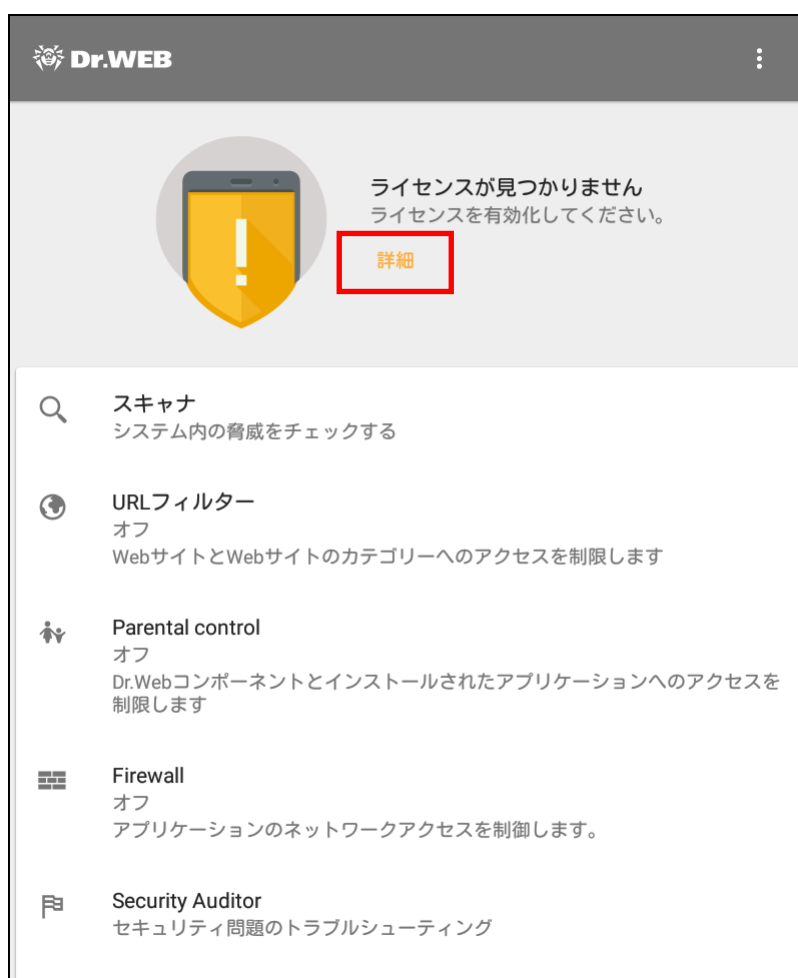 Dr.WEB
ライセンスが見つかりません
ライセンスを有効化してください。
詳細
スキャナ
システム内の脅威をチェックする
URLフィルター
オフ
WebサイトとWebサイトのカテゴリーへのアクセスを制限します
Parental control
オフ
Dr.Webコンポーネントとインストールされたアプリケーションへのアクセスを
制限します
Firewall
オフ
アプリケーションのネットワークアクセスを制御します。
Security Auditor
セキュリティ問題のトラブルシューティング